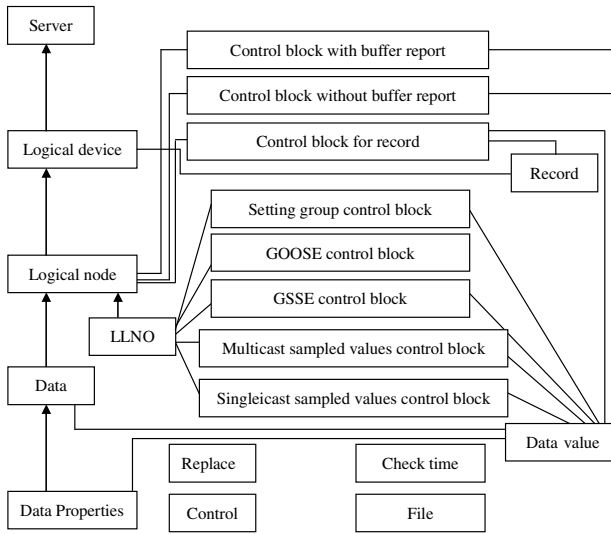 Server
Control block with buffer report
Control block without buffer report
Logical device
Control block for record
Record
Setting group control block
GOOSE control block
Logical node
GSSE control block
LLNO
Multicast sampled values control block
Data
Singleicast sampled values control block
Data value
Replace
Check time
Data Properties
Control
File